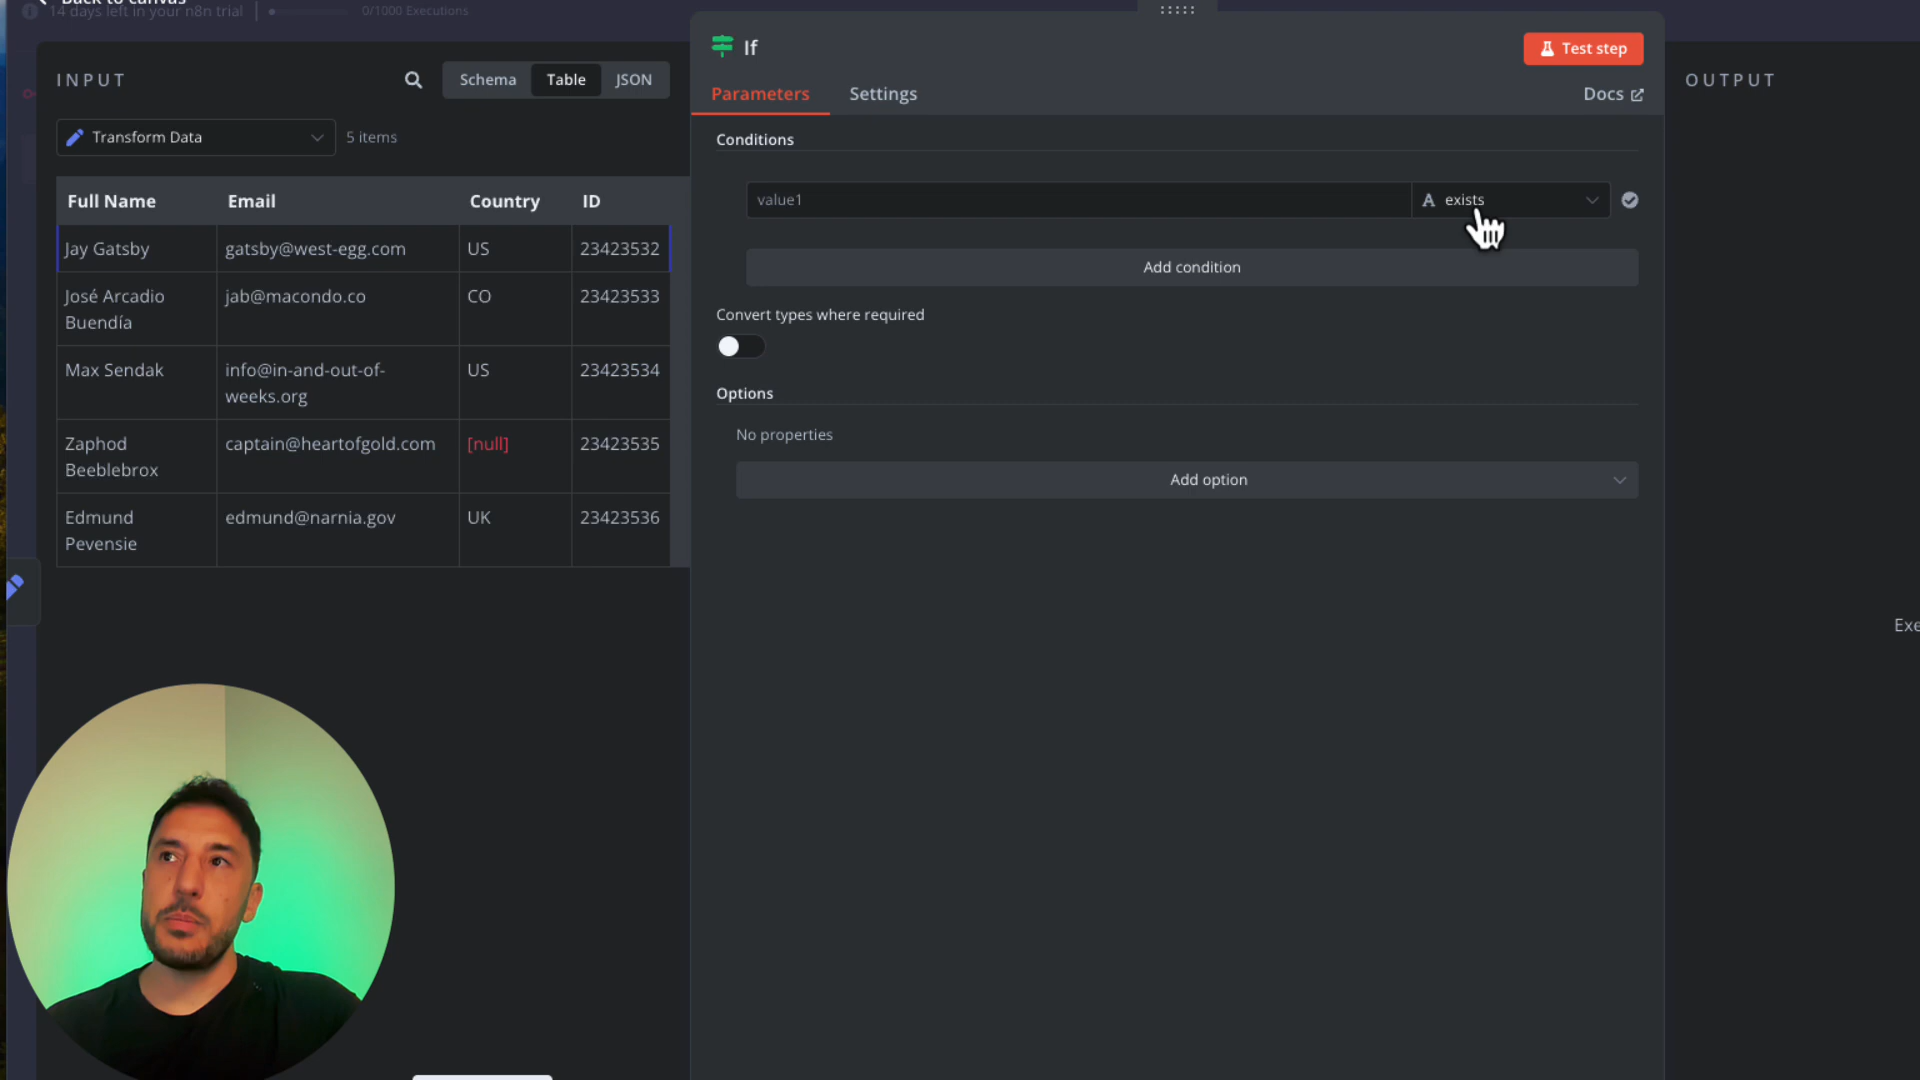 Back to canvas
14 days left in your n8n trial
0/1000 Executions
INPUT
Schema
Table
JSON
Transform Data
5 items
Full Name Email Country ID
Jay Gatsby gatsby@west-egg.com US 23423532
José Arcadio jab@macondo.co CO 23423533
Buendía
Max Sendak info@in-and-out-of- US 23423534
weeks.org
Zaphod captain@heartofgold.com [null] 23423535
Beeblebrox
Edmund edmund@narnia.gov UK 23423536
Pevensie
If
Test step
Parameters
Settings
Docs
Conditions
value1
A exists
Add condition
Convert types where required
Options
No properties
Add option
OUTPUT
Exe